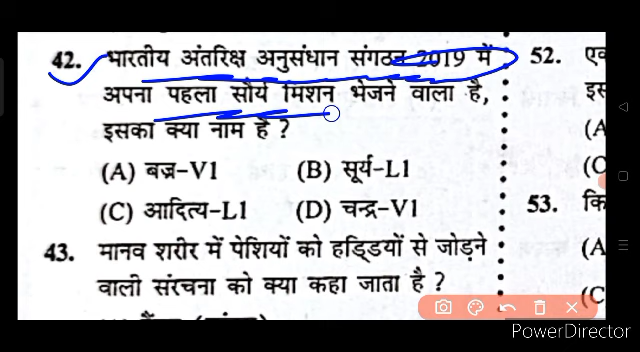 42. भारतीय अंतरिक्ष अनुसंधान संगठन 2019 में
अपना पहला सौर्य मिशन भेजने वाला है,
इसका क्या नाम है ?
(A) बज्र-V1 (B) सूर्य-L1
(C) आदित्य-L1 (D) चन्द्र-V1
43. मानव शरीर में पेशियों को हड्डियों से जोड़ने
वाली संरचना को क्या कहा जाता है ?
52.
(A
(C
53. कि
(A
(C
PowerDirector